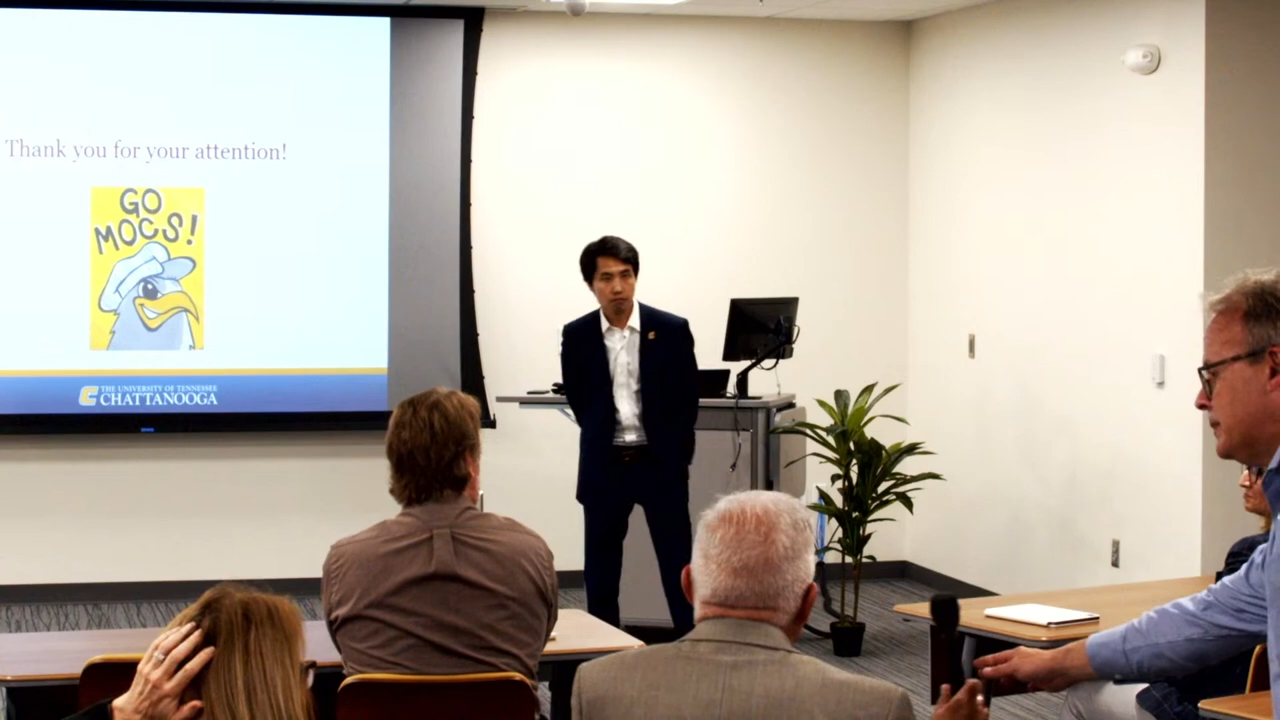 Thank you for your attention!
GO
MOCS!
THE UNIVERSITY OF TENNESSEE
CHATTANOOGA